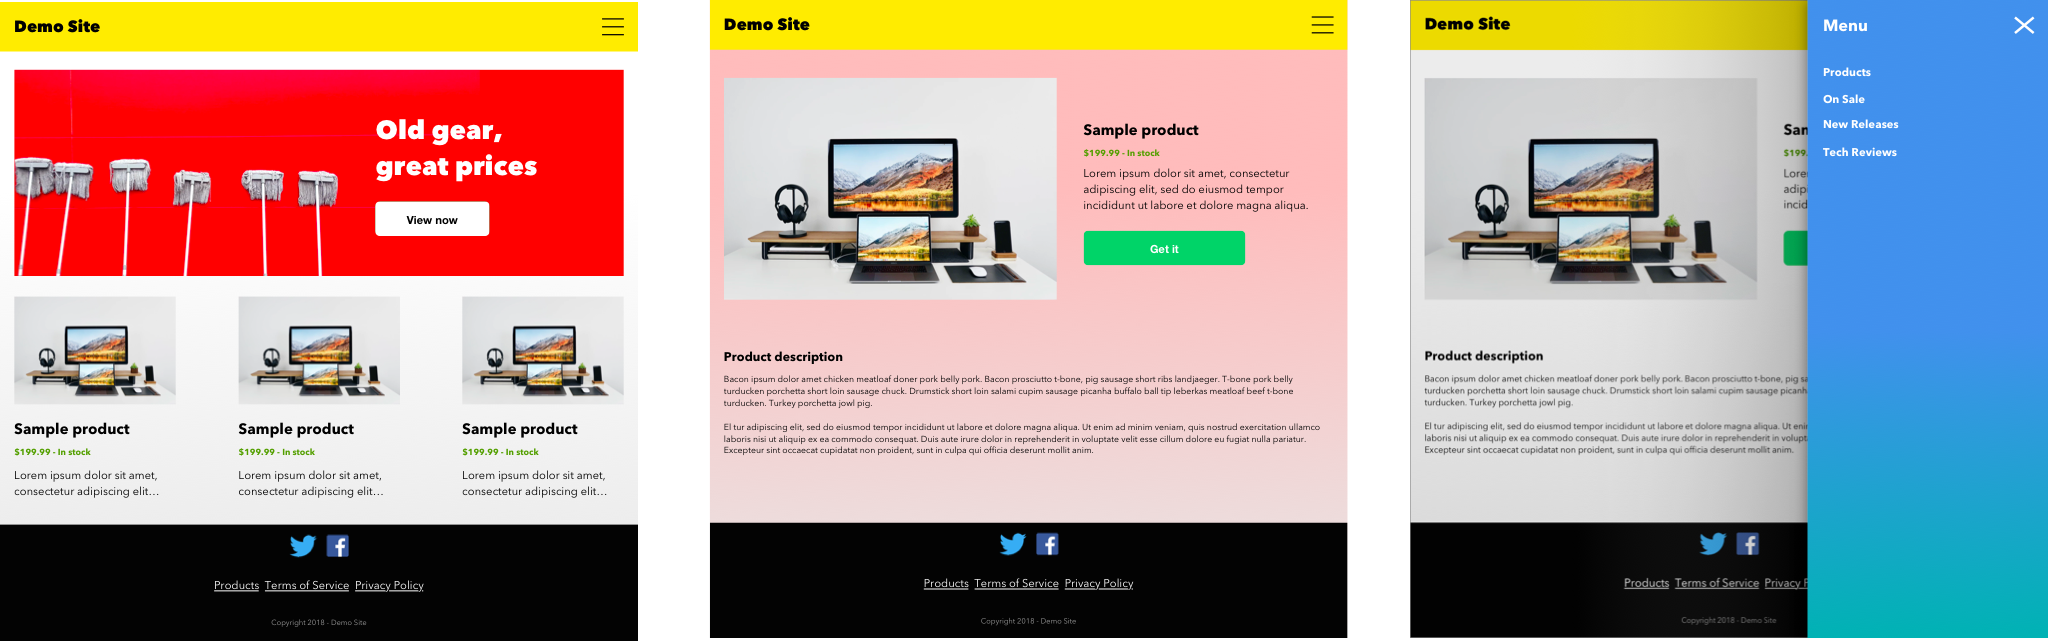 Demo Site
Old gear,
great prices
View now
Sample product
$199.99 - In stock
Lorem ipsum dolor sit amet,
consectetur adipiscing elit...
Sample product
$199.99 - In stock
Lorem ipsum dolor sit amet,
consectetur adipiscing elit...
Sample product
$199.99 - In stock
Lorem ipsum dolor sit amet,
consectetur adipiscing elit...
Products Terms of Service Privacy Policy
Copyright 2018 - Demo Site
Demo Site
Sample product
$199.99 - In stock
Lorem ipsum dolor sit amet, consectetur
adipiscing elit, sed do eiusmod tempor
incididunt ut labore et dolore magna aliqua.
Get it
Product description
Bacon ipsum dolor amet chicken meatloaf doner pork belly pork. Bacon prosciutto t-bone, pig sausage short ribs landjaeger. T-bone pork belly
turducken porchetta short loin sausage chuck. Drumstick short loin salami cupim sausage picanha buffalo ball tip leberkas meatloaf beef t-bone
turducken. Turkey porchetta jowl pig.
El tur adipiscing elit, sed do eiusmod tempor incididunt ut labore et dolore magna aliqua. Ut enim ad minim veniam, quis nostrud exercitation ullamco
laboris nisi ut aliquip ex ea commodo consequat. Duis aute irure dolor in reprehenderit in voluptate velit esse cillum dolore eu fugiat nulla pariatur.
Excepteur sint occaecat cupidatat non proident, sunt in culpa qui officia deserunt mollit anim.
Products Terms of Service Privacy Policy
Copyright 2018 - Demo Site
Demo Site
Sam
$199.
Lore
adipi
incid
Product description
Bacon ipsum dolor amet chicken meatloaf doner pork belly pork. Bacon prosciutto t-bone, pig sa
turducken porchetta short loin sausage chuck. Drumstick short loin salami cupim sausage picanh
turducken. Turkey porchetta jowl pig.
El tur adipiscing elit, sed do eiusmod tempor incididunt ut labore et dolore magna aliqua. Ut en
laboris nisi ut aliquip ex ea commodo consequat. Duis aute irure dolor in reprehenderit in volupt
Excepteur sint occaecat cupidatat non proident, sunt in culpa qui officia deserunt mollit anim.
Products Terms of Service Privacy P
Copyright 2018 - Demo Site
Menu
Products
On Sale
New Releases
Tech Reviews